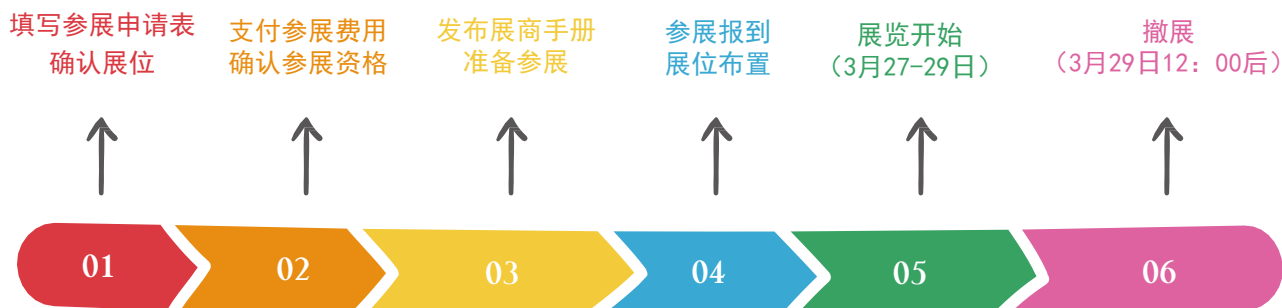 填写参展申请表
确认展位
支付参展费用
确认参展资格
发布展商手册
准备参展
参展报到
展位布置
展览开始
（3月27-29日）
撤展
（3月29日12：00后）
01
02
03
04
05
06